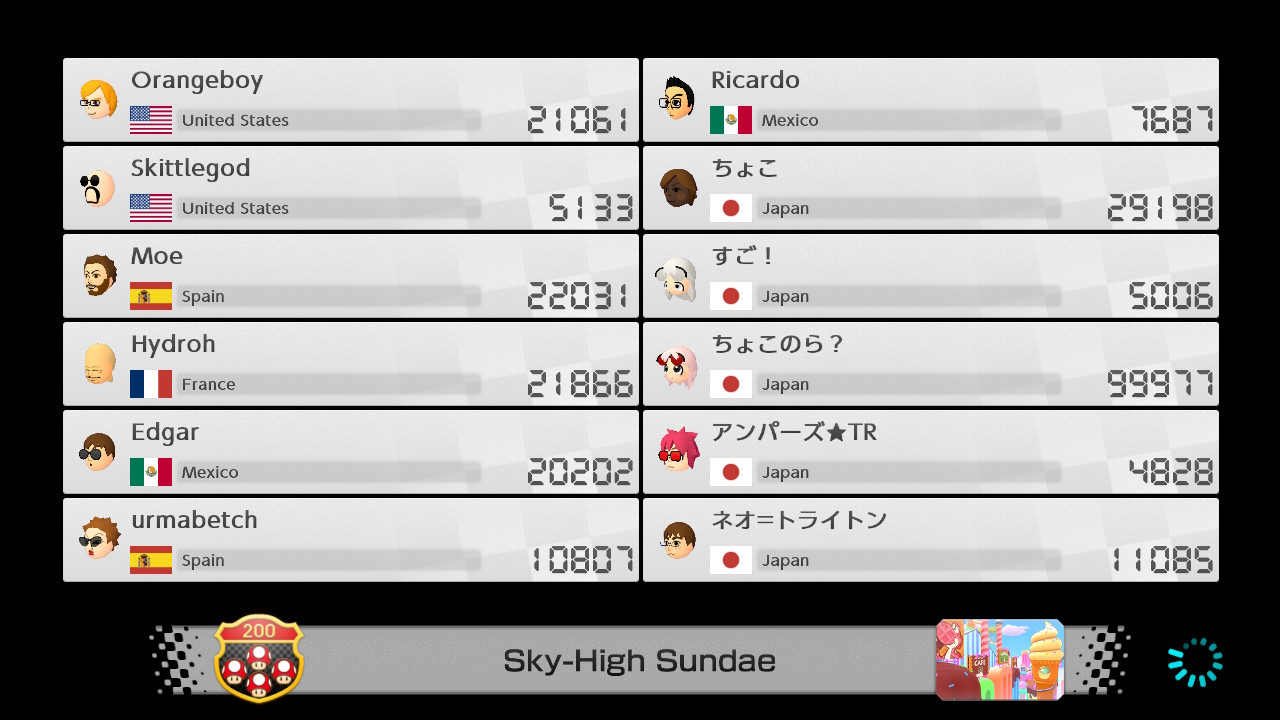 Orangeboy
United States
21061
Skittlegod
United States
5133
Moe
Spain
22031
Hydroh
France
21866
Edgar
Mexico
20202
urmabetch
Spain
10807
Ricardo
Mexico
7687
ちょこ
Japan
29198
すご！
Japan
5006
ちょこのら？
Japan
99977
アンパーズ★TR
Japan
4828
ネオ=トライトン
Japan
11085
200
Sky-High Sundae
CAFE